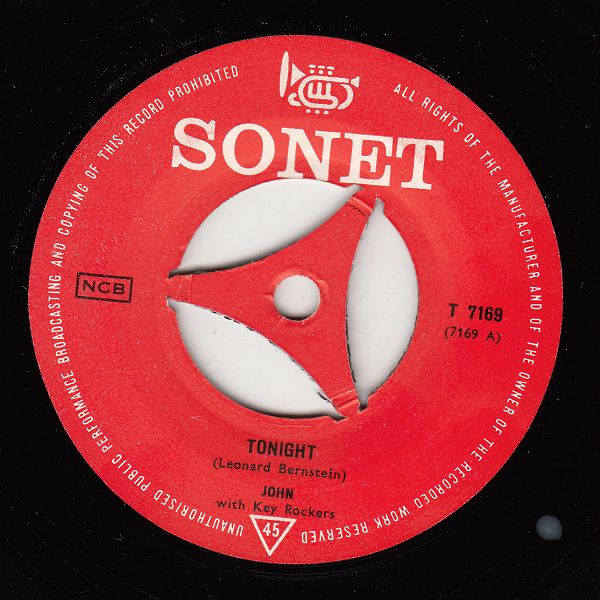 SONET
UNAUTHORISED PUBLIC PERFORMANCE BROADCASTING AND COPYING OF THIS RECORD PROHIBITED
ALL RIGHTS OF THE MANUFACTURER AND OF THE OWNER OF THE RECORDED WORK RESERVED
NCB
T 7169
(7169 A)
TONIGHT
(Leonard Bernstein)
JOHN
with Key Rockers
45